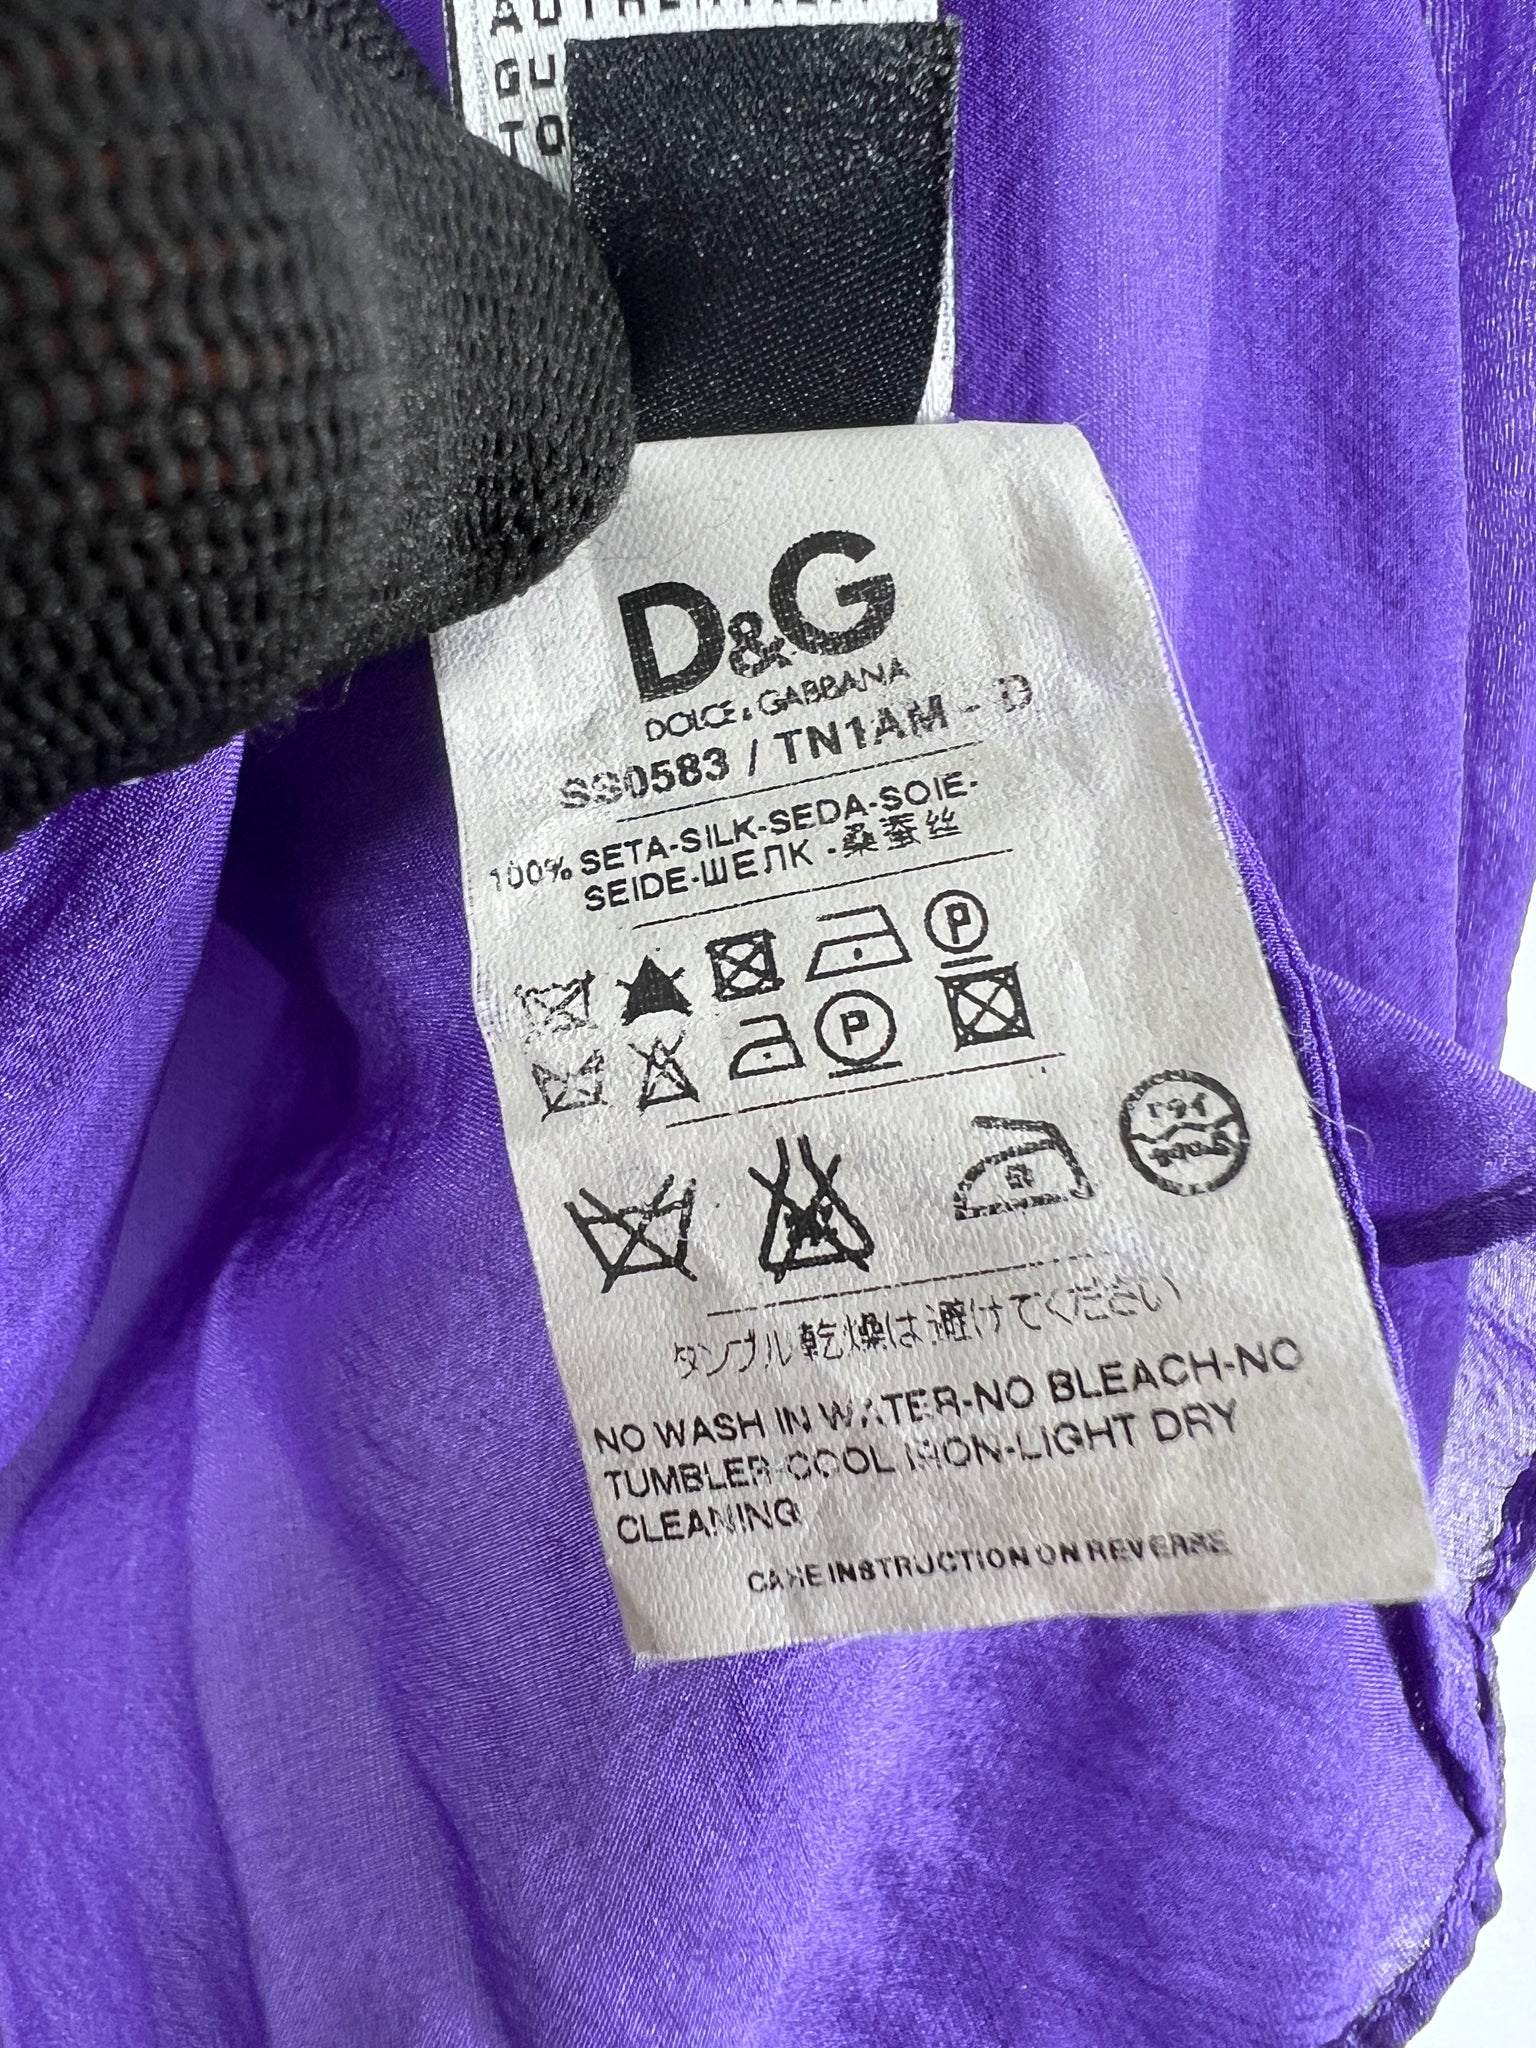 GU
TO
D&G
DOLCE & GABBANA
SS0583 / TN1AM - D
100% SETA-SILK-SEDA-SOIE-
SEIDE-ШЕЛК -桑蚕丝
P
P
タンブル乾燥は避けてください
NO WASH IN WATER-NO BLEACH-NO
TUMBLER-COOL IRON-LIGHT DRY
CLEANING
CARE INSTRUCTION ON REVERSE